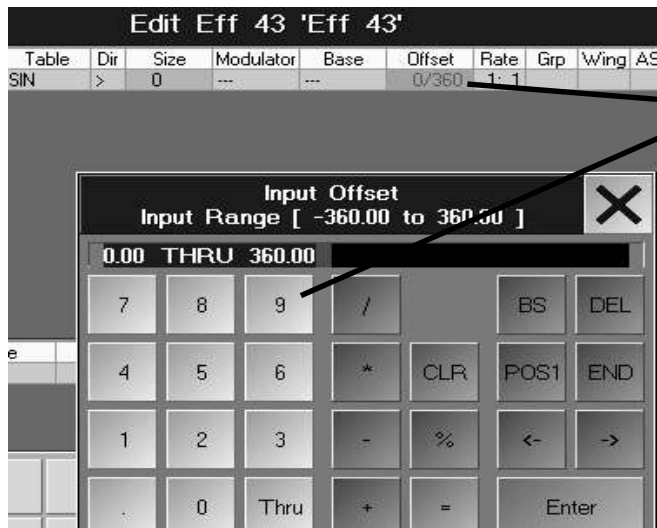 Edit Eff 43 'Eff 43'
Table Dir Size Modulator Base Offset Rate Grp Wing AS
SIN > 0 --- --- 0/360 1: 1
Input Offset
Input Range [ -360.00 to 360.00 ]
0.00 THRU 360.00
7 8 9 / BS DEL
e
4 5 6 * CLR POS1 END
1 2 3 - % <- ->
. 0 Thru + = Enter